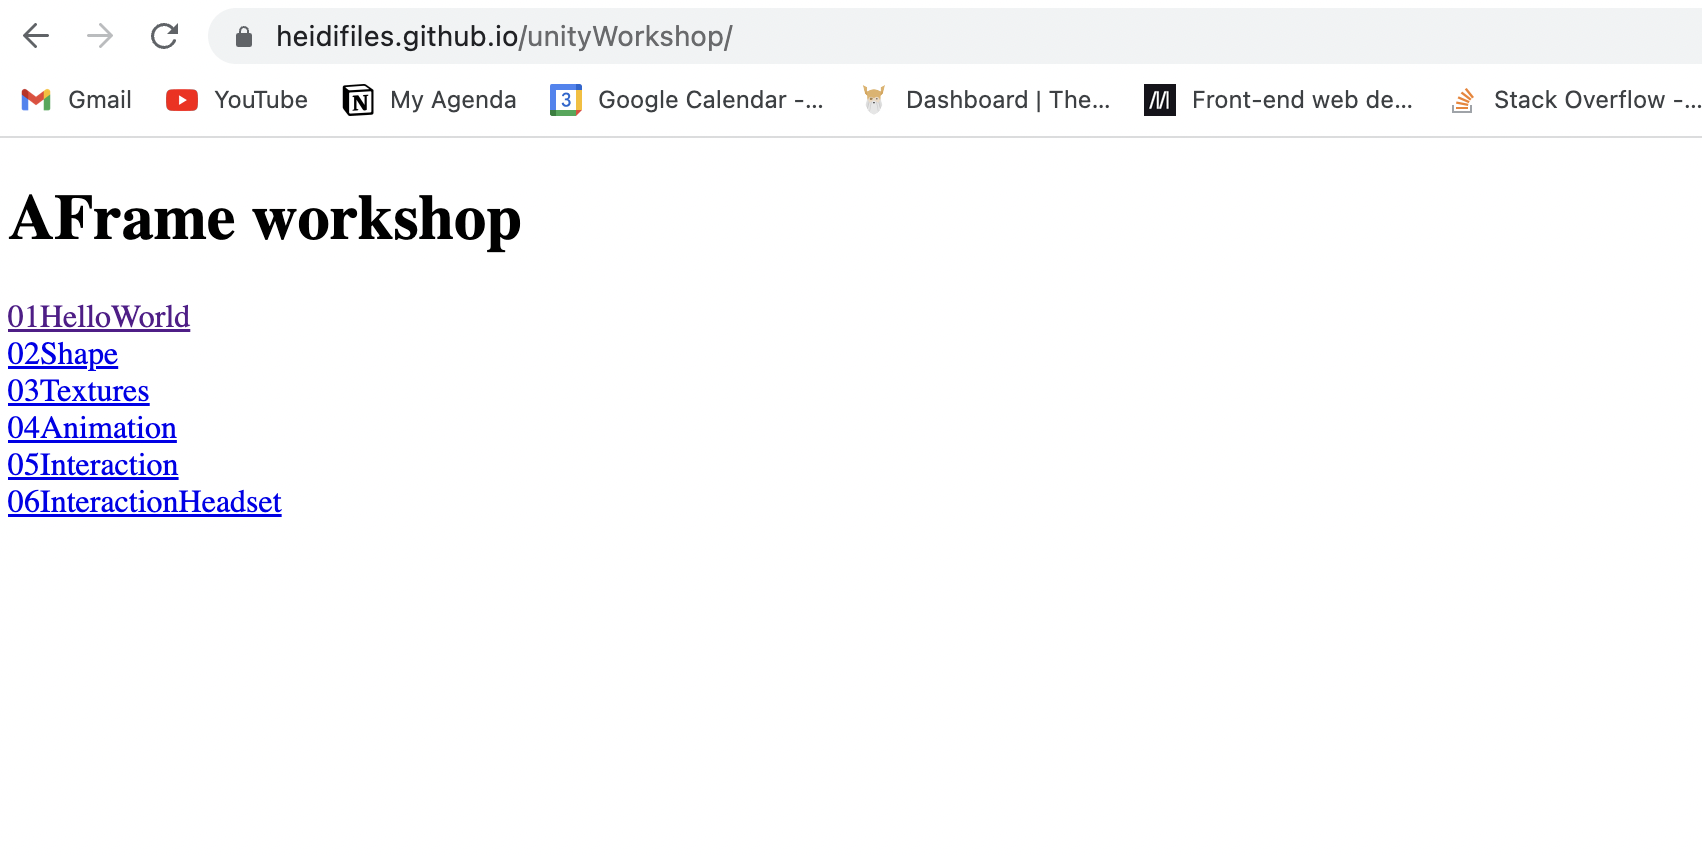 heidifiles.github.io/unityWorkshop/
Gmail YouTube My Agenda 3 Google Calendar -... Dashboard | The... Front-end web de... Stack Overflow -...
AFrame workshop
01HelloWorld
02Shape
03Textures
04Animation
05Interaction
06InteractionHeadset